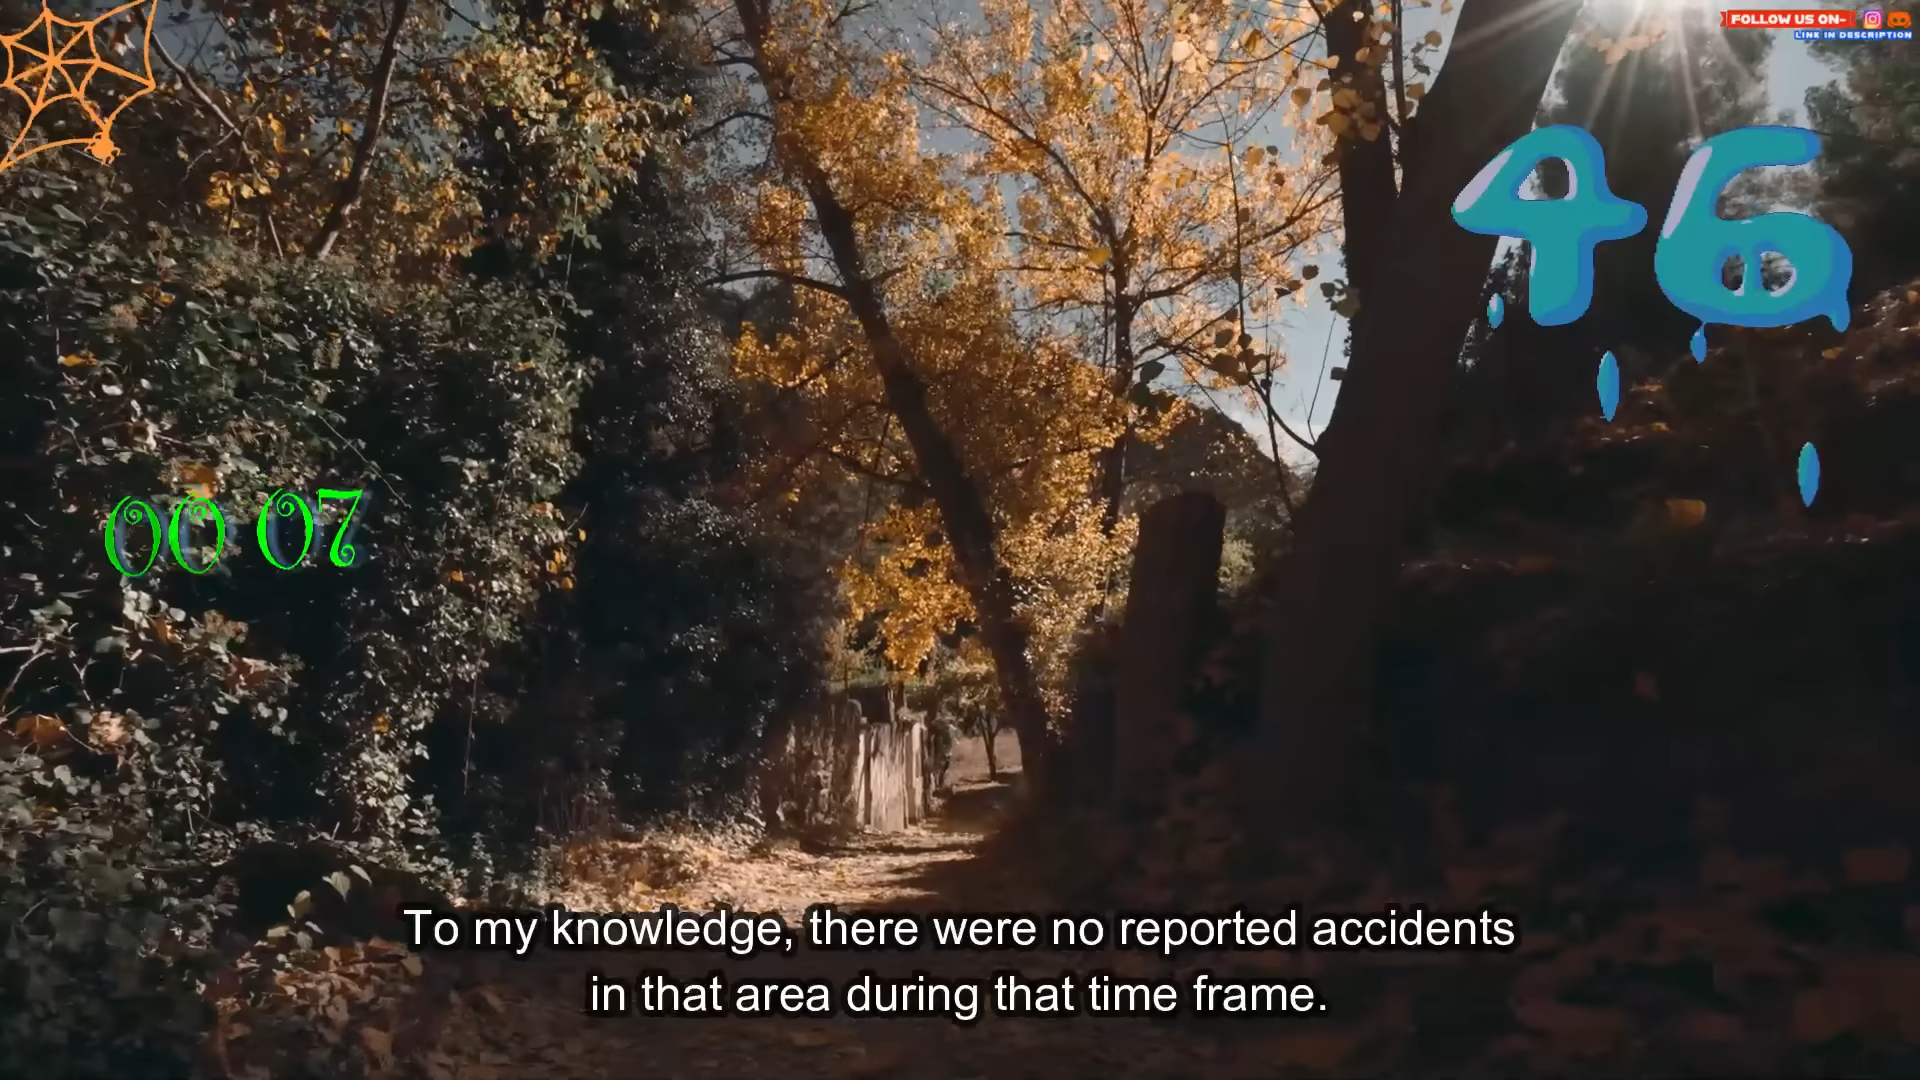 FOLLOW US ON-
LINK IN DESCRIPTION
46
00 07
To my knowledge, there were no reported accidents
in that area during that time frame.